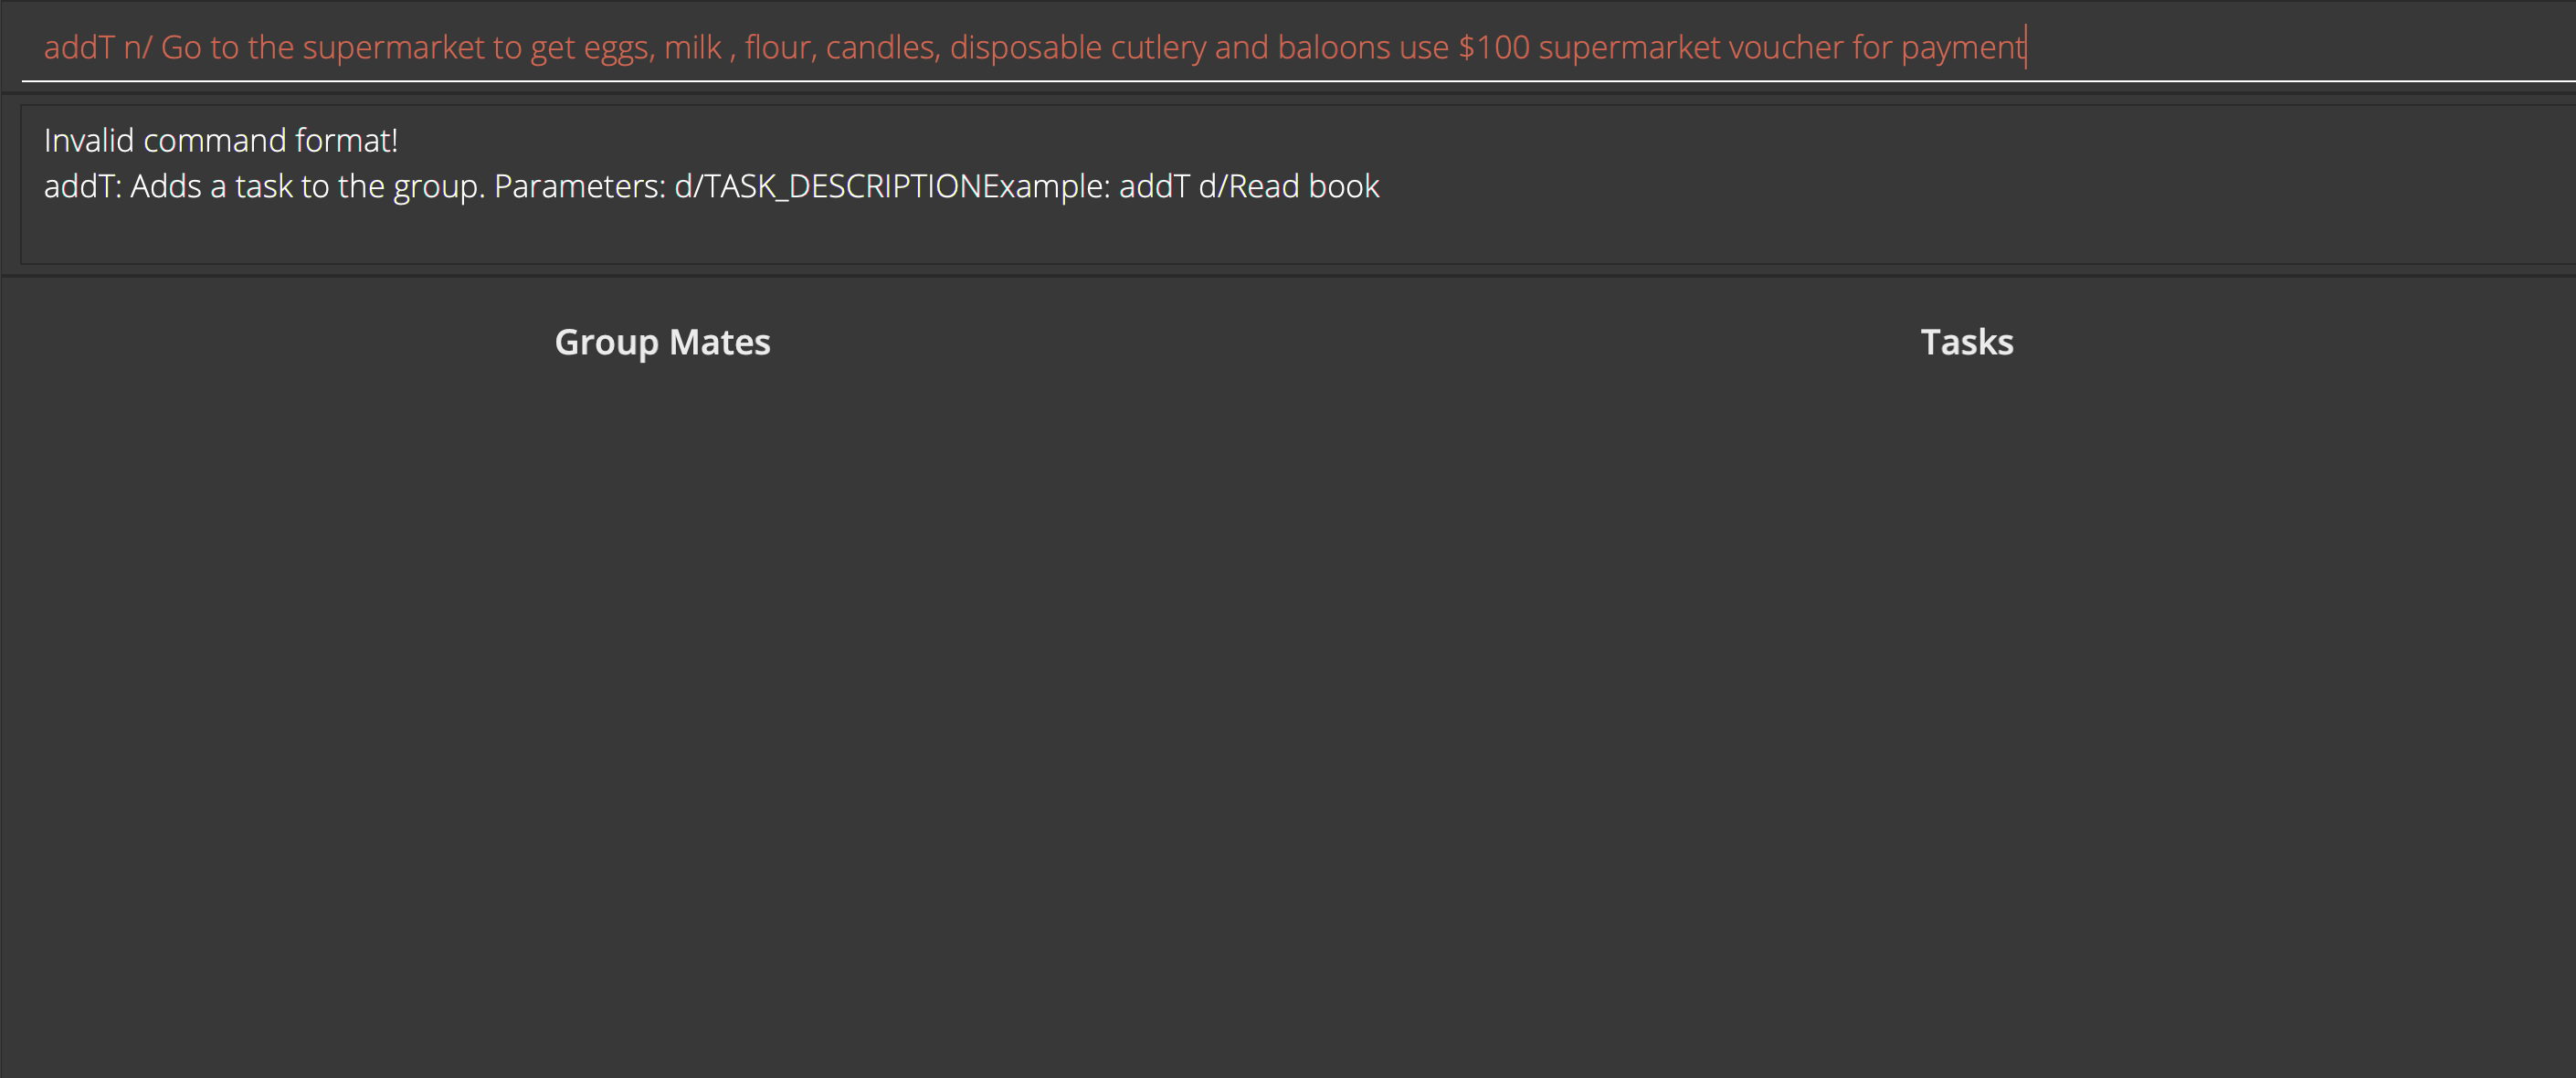 addT n/ Go to the supermarket to get eggs, milk , flour, candles, disposable cutlery and baloons use $100 supermarket voucher for payment
Invalid command format!
addT: Adds a task to the group. Parameters: d/TASK_DESCRIPTIONExample: addT d/Read book
Group Mates
Tasks